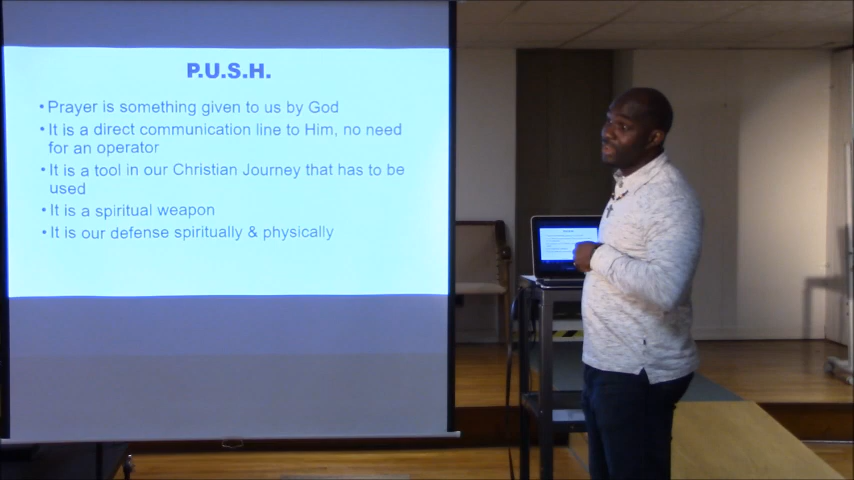 P.U.S.H.
•Prayer is something given to us by God
•It is a direct communication line to Him, no need
for an operator
•It is a tool in our Christian Journey that has to be
used
•It is a spiritual weapon
•It is our defense spiritually & physically